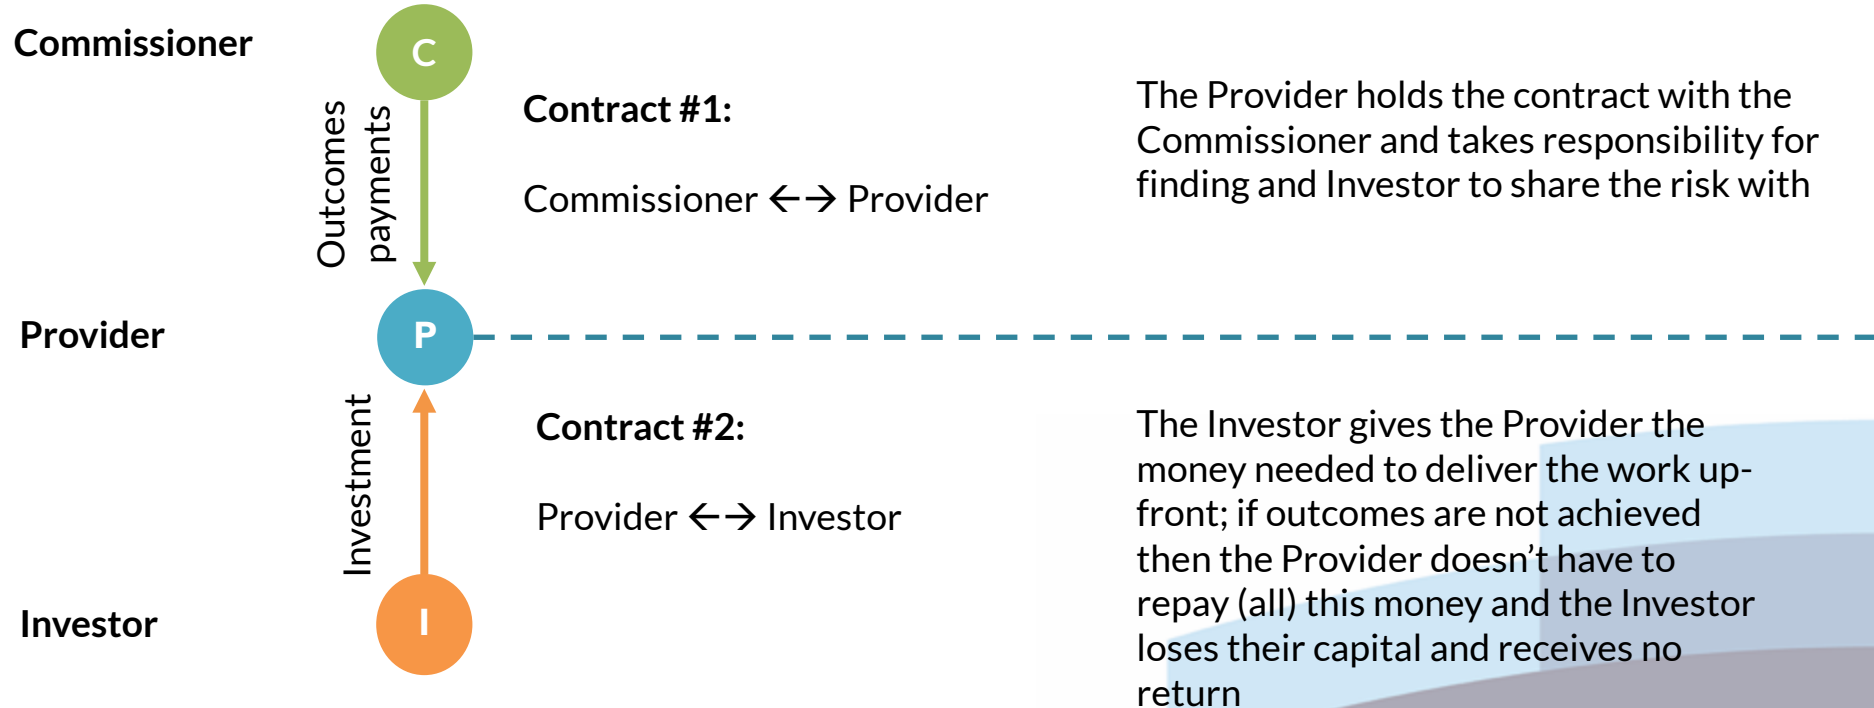 Commissioner
C
Outcomes
payments
Contract #1:
Commissioner ←→ Provider
The Provider holds the contract with the
Commissioner and takes responsibility for
finding and Investor to share the risk with
Provider
P
Investment
Contract #2:
Provider ←→ Investor
The Investor gives the Provider the
money needed to deliver the work up-
front; if outcomes are not achieved
then the Provider doesn’t have to
repay (all) this money and the Investor
loses their capital and receives no
return
Investor
I